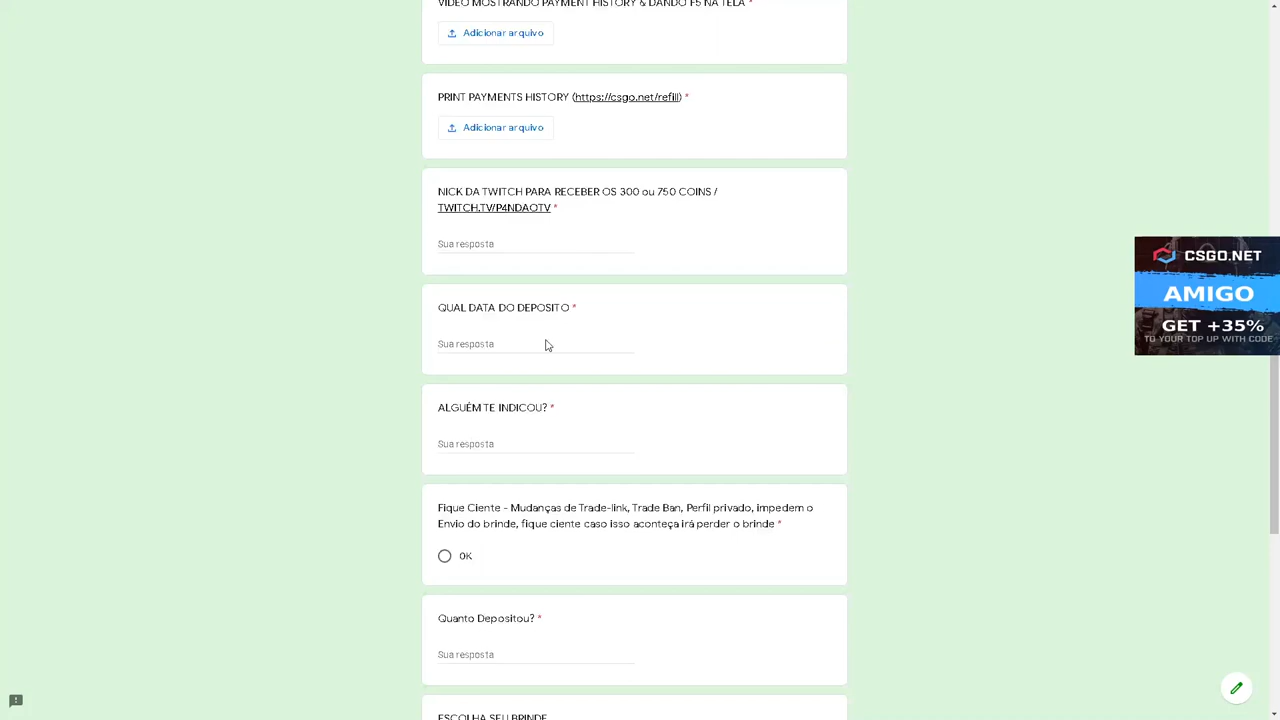 VIDEO MOSTRANDO PAYMENT HISTORY & DANDO F5 NA TELA *
Adicionar arquivo
PRINT PAYMENTS HISTORY (https://csgo.net/refill) *
Adicionar arquivo
NICK DA TWITCH PARA RECEBER OS 300 ou 750 COINS /
TWITCH.TV/P4NDAOTV *
Sua resposta
QUAL DATA DO DEPOSITO *
Sua resposta
ALGUÉM TE INDICOU? *
Sua resposta
Fique Ciente - Mudanças de Trade-link, Trade Ban, Perfil privado, impedem o
Envio do brinde, fique ciente caso isso aconteça irá perder o brinde *
OK
Quanto Depositou? *
Sua resposta
ESCOLHA SEU BRINDE
CSGO.NET
AMIGO
GET +35%
TO YOUR TOP UP WITH CODE